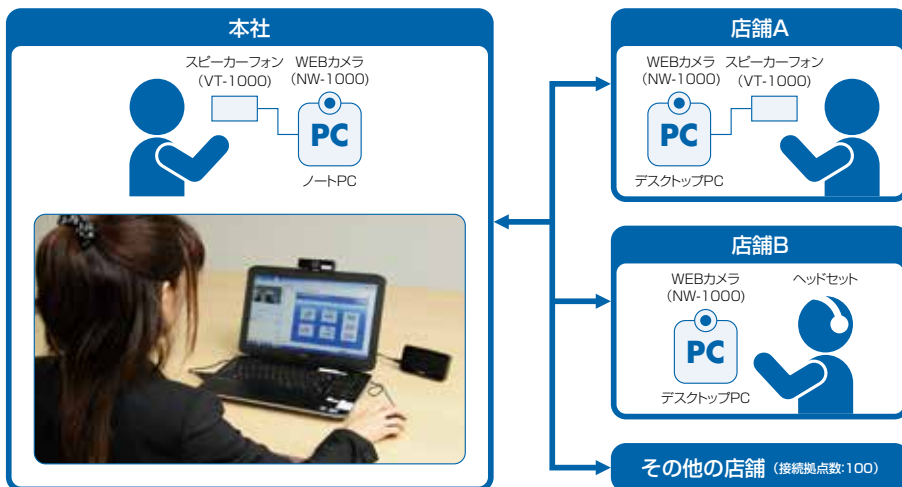 本社
スピーカーフォン
(VT-1000)
WEBカメラ
(NW-1000)
PC
ノートPC
店舗A
WEBカメラ
(NW-1000)
スピーカーフォン
(VT-1000)
PC
デスクトップPC
店舗B
WEBカメラ
(NW-1000)
ヘッドセット
PC
デスクトップPC
その他の店舗 (接続拠点数:100)